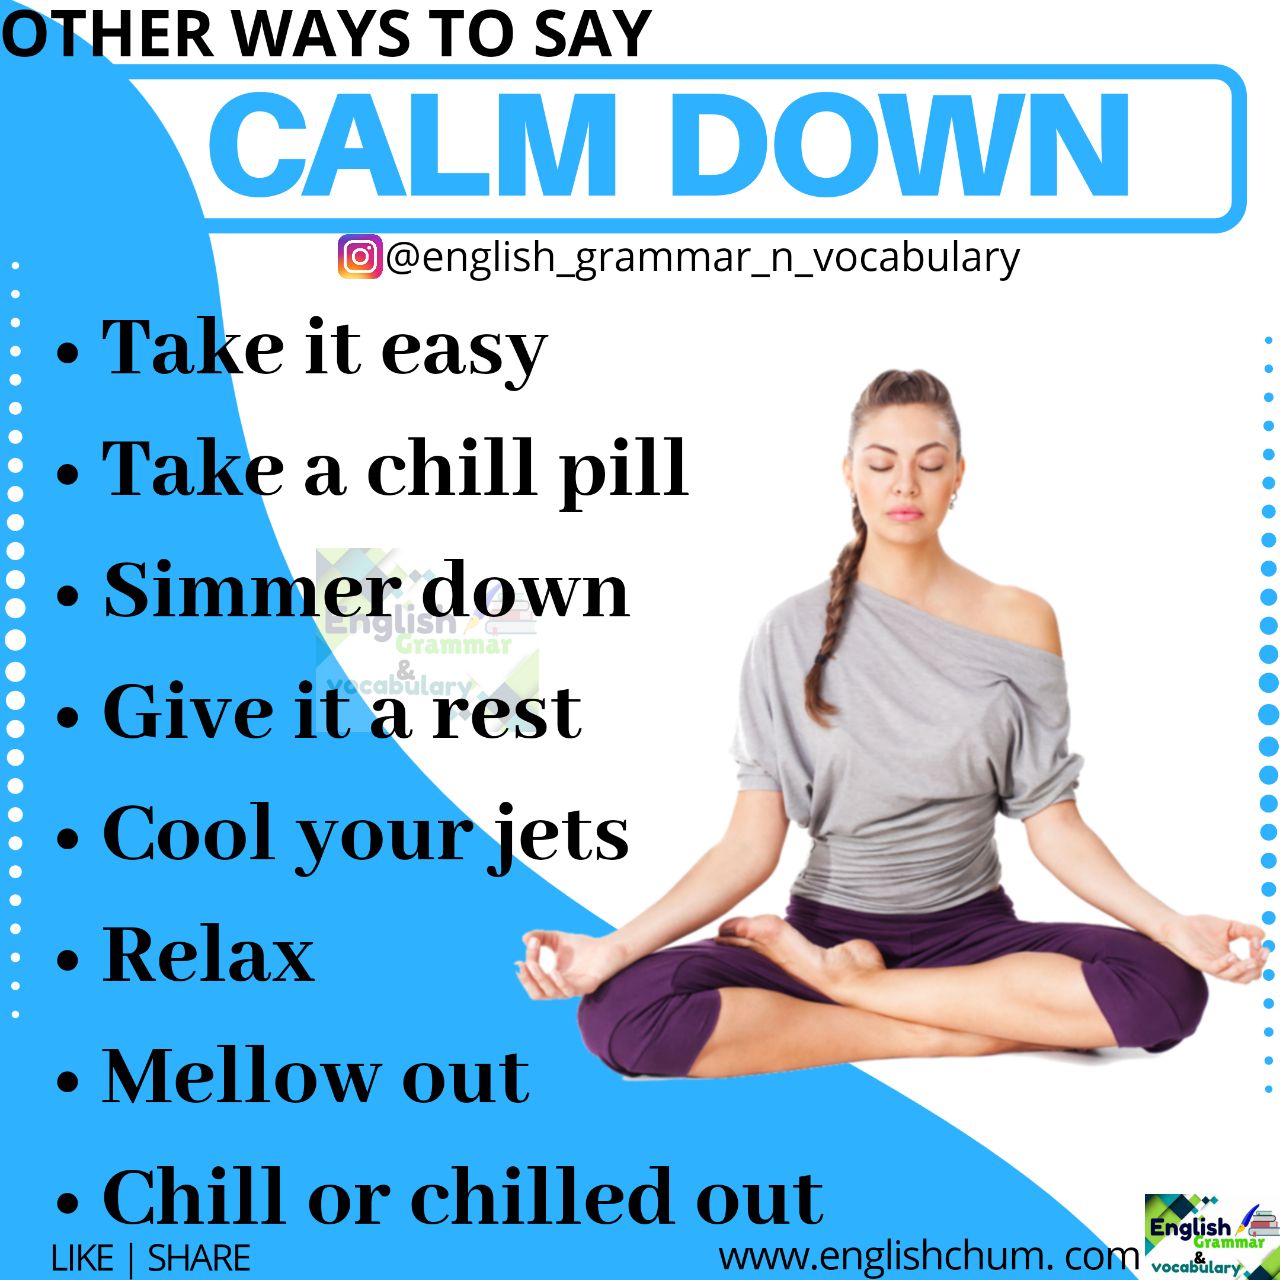 OTHER WAYS TO SAY
CALM DOWN
@english_grammar_n_vocabulary
• Take it easy
• Take a chill pill
• Simmer down
English
Grammar
&
vocabulary
• Give it a rest
• Cool your jets
• Relax
• Mellow out
• Chill or chilled out
LIKE | SHARE
www.englishchum. com
English
Grammar
&
vocabulary